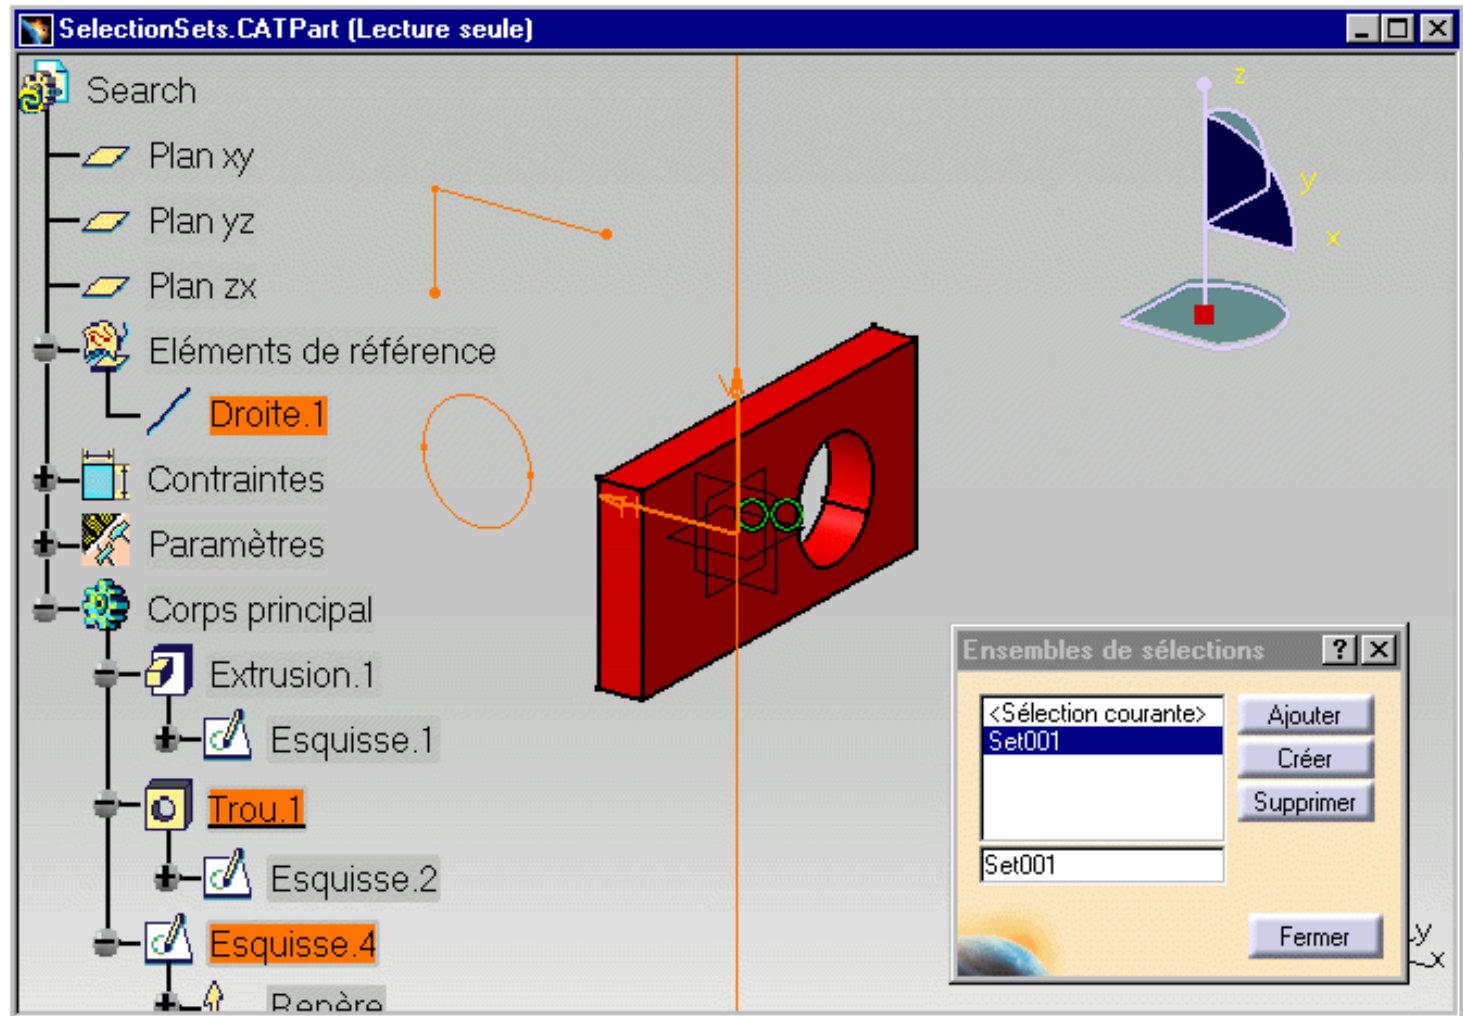 SelectionSets.CATPart (Lecture seule)
Search
Plan xy
Plan yz
Plan zx
Eléments de référence
Droite.1
Contraintes
Paramètres
Corps principal
Extrusion.1
Esquisse.1
Trou.1
Esquisse.2
Esquisse.4
Repère
z
y
x
V
H
Ensembles de sélections
<Sélection courante>
Set001
Set001
Ajouter
Créer
Supprimer
Fermer
y
x